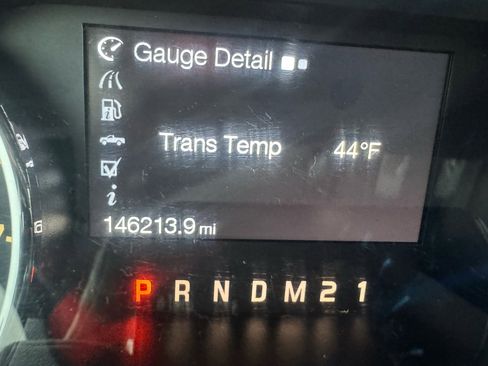 Gauge Detail
Trans Temp 44°F
i
146213.9 mi
P R N D M 2 1